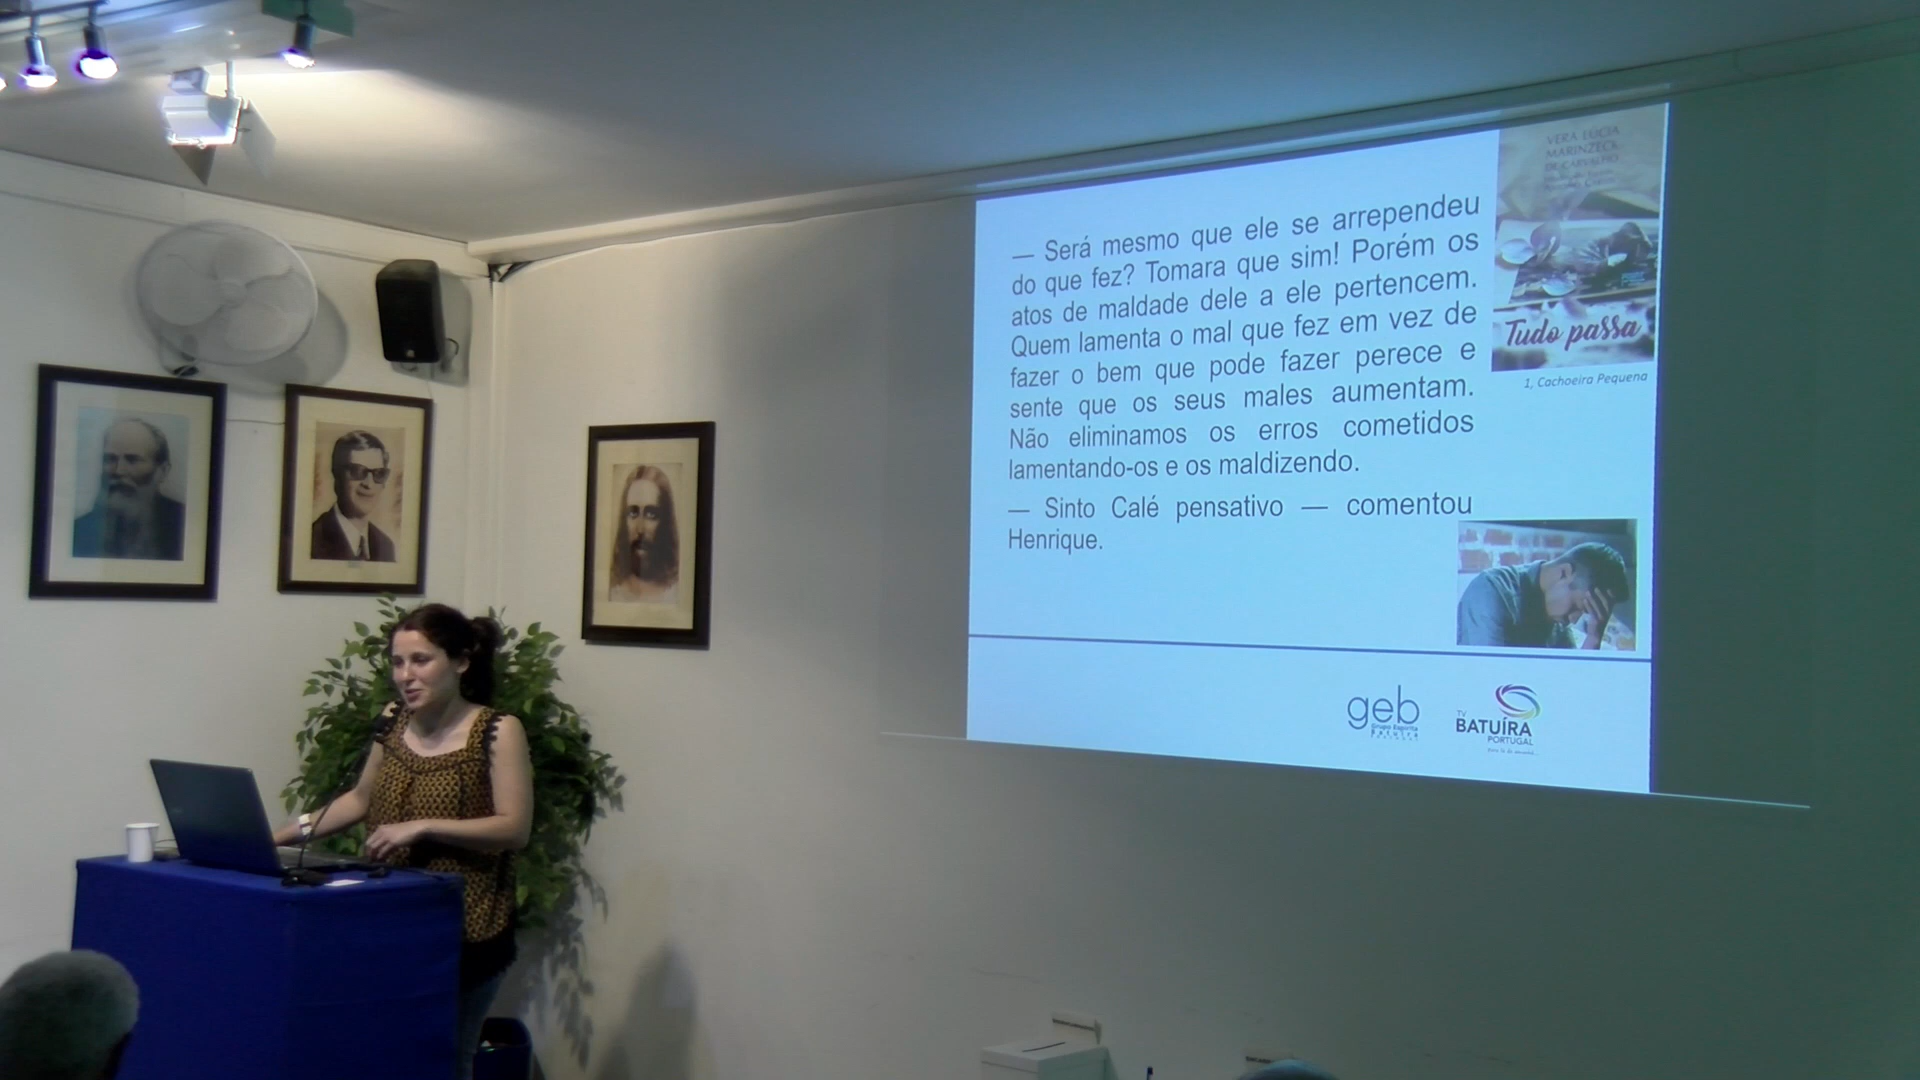 — Será mesmo que ele se arrependeu
do que fez? Tomara que sim! Porém os
atos de maldade dele a ele pertencem.
Quem lamenta o mal que fez em vez de
fazer o bem que pode fazer perece e
sente que os seus males aumentam.
Não eliminamos os erros cometidos
lamentando-os e os maldizendo.
— Sinto Calé pensativo — comentou
Henrique.
VERA LÚCIA
MARINZECK
DE CARVALHO
Tudo passa
1, Cachoeira Pequena
geb
Grupo Espírita
Batuíra
TV
BATUÍRA
PORTUGAL